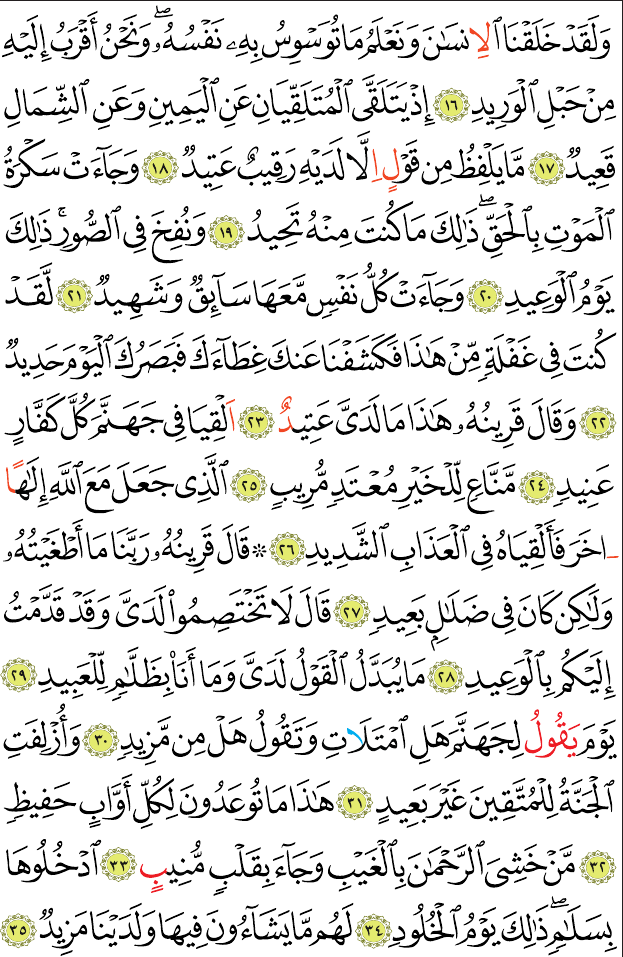 وَلَقَدۡ خَلَقۡنَا ٱلِانسَٰنَ وَنَعۡلَمُ مَا تُوَسۡوِسُ بِهِۦ نَفۡسُهُۥۖ وَنَحۡنُ أَقۡرَبُ إِلَيۡهِ
مِنۡ حَبۡلِ ٱلۡوَرِيدِ ١٦ إِذۡ يَتَلَقَّى ٱلۡمُتَلَقِّيَانِ عَنِ ٱلۡيَمِينِ وَعَنِ ٱلشِّمَالِ
قَعِيدٞ ١٧ مَّا يَلۡفِظُ مِن قَوۡلٍ اِلَّا لَدَيۡهِ رَقِيبٌ عَتِيدٞ ١٨ وَجَآءَتۡ سَكۡرَةُ
ٱلۡمَوۡتِ بِٱلۡحَقِّۖ ذَٰلِكَ مَا كُنتَ مِنۡهُ تَحِيدُ ١٩ وَنُفِخَ فِي ٱلصُّورِۚ ذَٰلِكَ
يَوۡمُ ٱلۡوَعِيدِ ٢٠ وَجَآءَتۡ كُلُّ نَفۡسٖ مَّعَهَا سَآئِقٞ وَشَهِيدٞ ٢١ لَّقَدۡ
كُنتَ فِي غَفۡلَةٖ مِّنۡ هَٰذَا فَكَشَفۡنَا عَنكَ غِطَآءَكَ فَبَصَرُكَ ٱلۡيَوۡمَ حَدِيدٞ
٢٢ وَقَالَ قَرِينُهُۥ هَٰذَا مَا لَدَيَّ عَتِيدٌ ٢٣ اَلۡقِيَا فِي جَهَنَّمَ كُلَّ كَفَّارٍ
عَنِيدٖ ٢٤ مَّنَّاعٖ لِّلۡخَيۡرِ مُعۡتَدٖ مُّرِيبٍ ٢٥ ٱلَّذِي جَعَلَ مَعَ ٱللَّهِ إِلَٰهًا
اخَرَ فَأَلۡقِيَاهُ فِي ٱلۡعَذَابِ ٱلشَّدِيدِ ٢٦ ۞ قَالَ قَرِينُهُۥ رَبَّنَا مَا أَطۡغَيۡتُهُۥ
وَلَٰكِن كَانَ فِي ضَلَٰلِۭ بَعِيدٖ ٢٧ قَالَ لَا تَخۡتَصِمُواْ لَدَيَّ وَقَدۡ قَدَّمۡتُ
إِلَيۡكُم بِٱلۡوَعِيدِ ٢٨ مَا يُبَدَّلُ ٱلۡقَوۡلُ لَدَيَّ وَمَا أَنَا۠ بِظَلَّٰمٖ لِّلۡعَبِيدِ ٢٩
يَوۡمَ يَقُولُ لِجَهَنَّمَ هَلِ ٱمۡتَلَاتِ وَتَقُولُ هَلۡ مِن مَّزِيدٖ ٣٠ وَأُزۡلِفَتِ
ٱلۡجَنَّةُ لِلۡمُتَّقِينَ غَيۡرَ بَعِيدٍ ٣١ هَٰذَا مَا تُوعَدُونَ لِكُلِّ أَوَّابٍ حَفِيظٖ
٣٢ مَّنۡ خَشِيَ ٱلرَّحۡمَٰنَ بِٱلۡغَيۡبِ وَجَآءَ بِقَلۡبٖ مُّنِيبٍ ٣٣ ٱدۡخُلُوهَا
بِسَلَٰمٖۖ ذَٰلِكَ يَوۡمُ ٱلۡخُلُودِ ٣٤ لَهُم مَّا يَشَآءُونَ فِيهَا وَلَدَيۡنَا مَزِيدٞ ٣٥